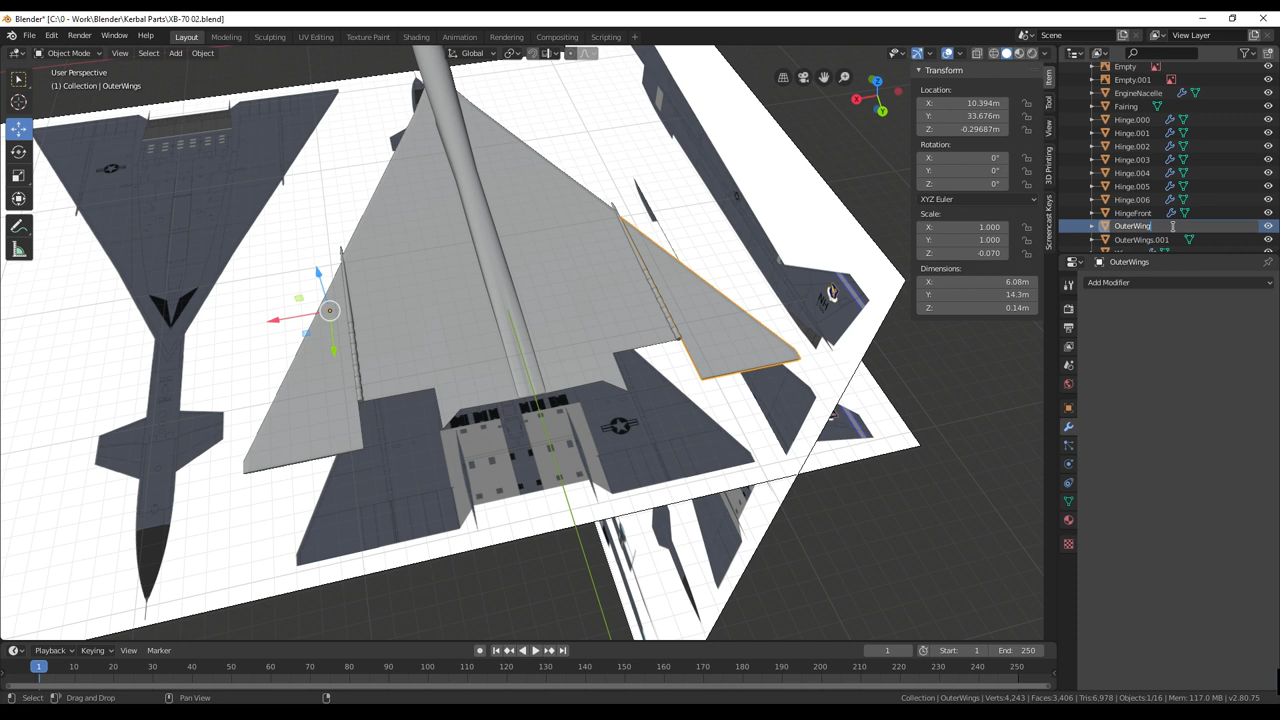 Blender* [C:\0 - Work\Blender\Kerbal Parts\XB-70 02.blend]
File Edit Render Window Help Layout Modeling Sculpting UV Editing Texture Paint Shading Animation Rendering Compositing Scripting + Scene View Layer
Object Mode View Select Add Object Global
User Perspective
(1) Collection | OuterWings
Transform
Location:
X: 10.394m
Y: 33.676m
Z: -0.29687m
Rotation:
X: 0°
Y: 0°
Z: 0°
XYZ Euler
Scale:
X: 1.000
Y: 1.000
Z: -0.070
Dimensions:
X: 6.08m
Y: 14.3m
Z: 0.14m
Item
Tool
View
3D Printing
Screencast Keys
X
Y
Z
Empty
Empty.001
EngineNacelle
Fairing
Hinge.000
Hinge.001
Hinge.002
Hinge.003
Hinge.004
Hinge.005
Hinge.006
HingeFront
OuterWing
OuterWings.001
OuterWings
Add Modifier
Playback Keying View Marker 1 Start: 1 End: 250
1 10 20 30 40 50 60 70 80 90 100 110 120 130 140 150 160 170 180 190 200 210 220 230 240 250
Select Drag and Drop Pan View Collection | OuterWings | Verts:4,243 | Faces:3,406 | Tris:6,978 | Objects:1/16 | Mem: 117.0 MB | v2.80.75